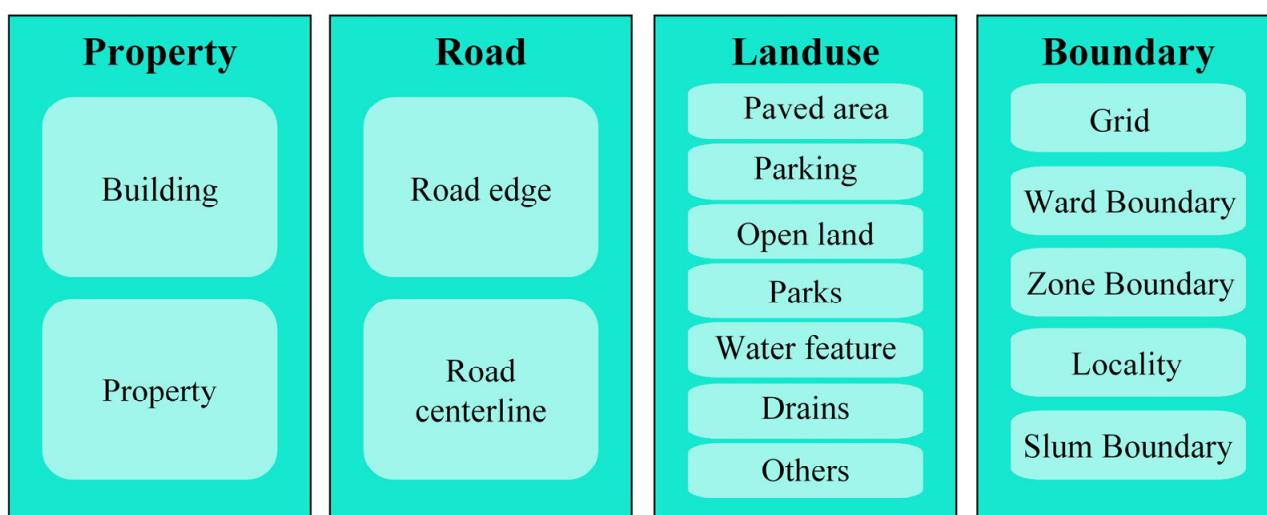 Property
Building
Property
Road
Road edge
Road
centerline
Landuse
Paved area
Parking
Open land
Parks
Water feature
Drains
Others
Boundary
Grid
Ward Boundary
Zone Boundary
Locality
Slum Boundary